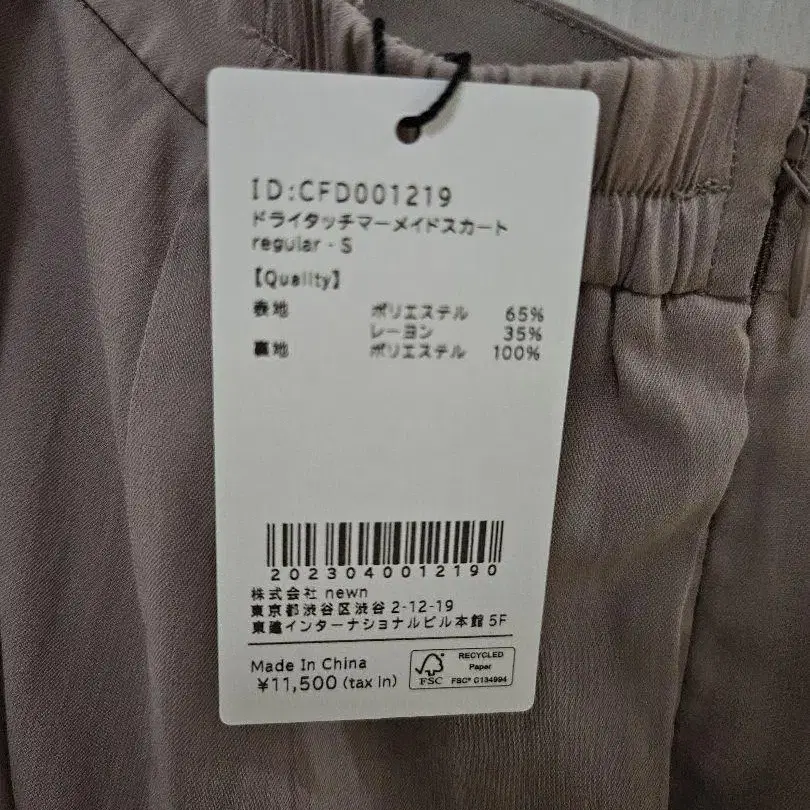 ID:CFD001219
ドライタッチマーメイドスカート
regular - S
【Quality】
表地 ポリエステル 65%
レーヨン 35%
裏地 ポリエステル 100%
2023040012190
株式会社 newn
東京都渋谷区渋谷 2-12-19
東建インターナショナルビル本館 5F
Made In China
¥11,500 (tax in)
FSC
RECYCLED
Paper
FSC® C134994